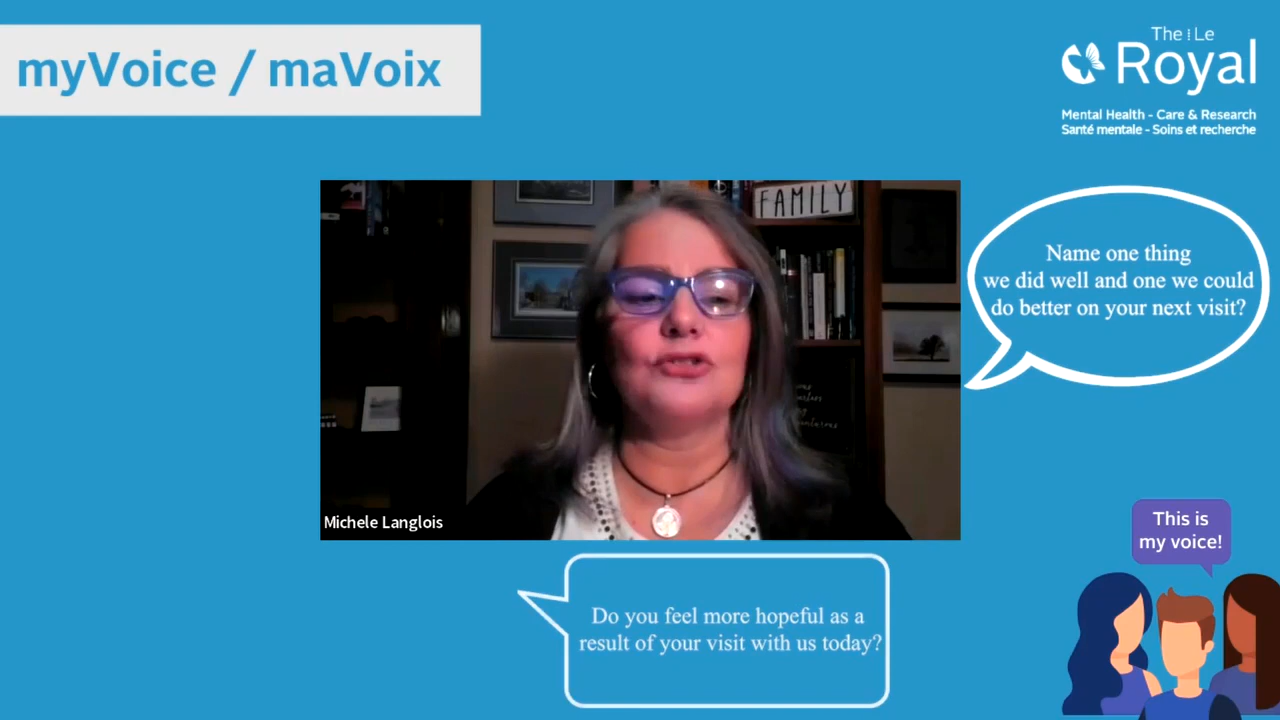 myVoice / maVoix
The Le
Royal
Mental Health - Care & Research
Santé mentale - Soins et recherche
FAMILY
Name one thing
we did well and one we could
do better on your next visit?
Michele Langlois
This is
my voice!
Do you feel more hopeful as a
result of your visit with us today?